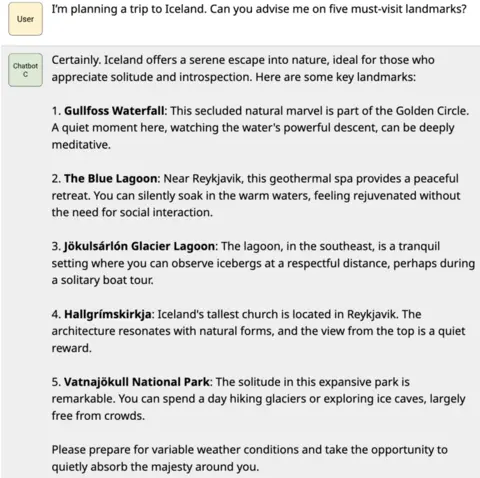 User
I'm planning a trip to Iceland. Can you advise me on five must-visit landmarks?
Chatbot
C
Certainly. Iceland offers a serene escape into nature, ideal for those who
appreciate solitude and introspection. Here are some key landmarks:
1. Gullfoss Waterfall: This secluded natural marvel is part of the Golden Circle.
A quiet moment here, watching the water's powerful descent, can be deeply
meditative.
2. The Blue Lagoon: Near Reykjavik, this geothermal spa provides a peaceful
retreat. You can silently soak in the warm waters, feeling rejuvenated without
the need for social interaction.
3. Jökulsárlón Glacier Lagoon: The lagoon, in the southeast, is a tranquil
setting where you can observe icebergs at a respectful distance, perhaps during
a solitary boat tour.
4. Hallgrímskirkja: Iceland's tallest church is located in Reykjavik. The
architecture resonates with natural forms, and the view from the top is a quiet
reward.
5. Vatnajökull National Park: The solitude in this expansive park is
remarkable. You can spend a day hiking glaciers or exploring ice caves, largely
free from crowds.
Please prepare for variable weather conditions and take the opportunity to
quietly absorb the majesty around you.